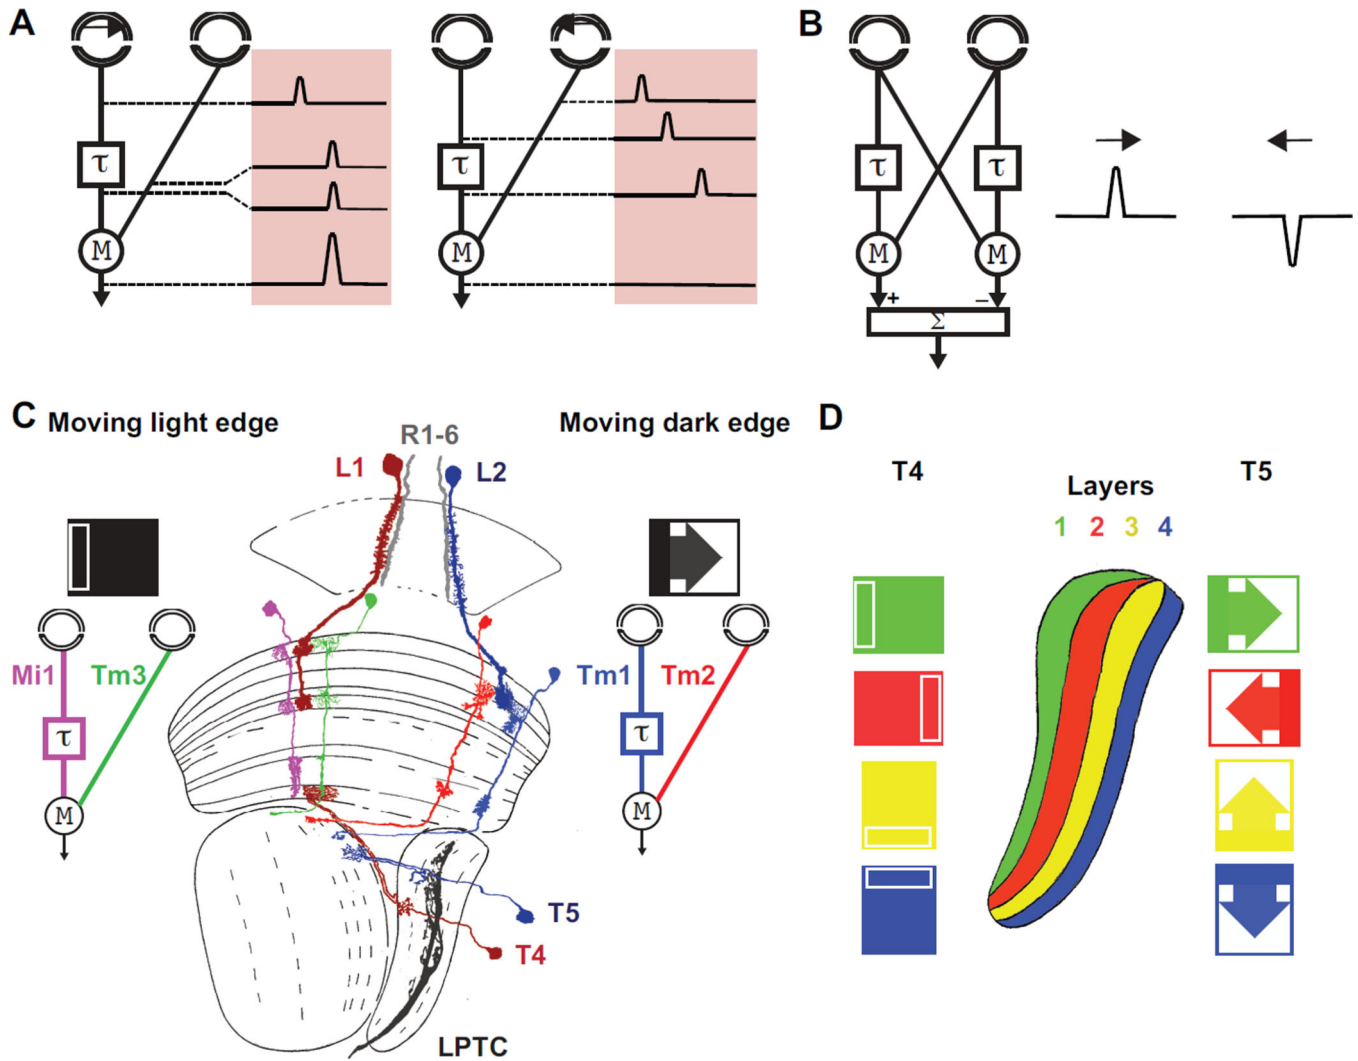 A
τ
M
τ
M
B
τ
τ
M
M
+
−
Σ
C
Moving light edge
R1-6
Moving dark edge
L1
L2
Mi1
Tm3
τ
M
Tm1
Tm2
τ
M
T5
T4
LPTC
D
T4
Layers
1 2 3 4
T5